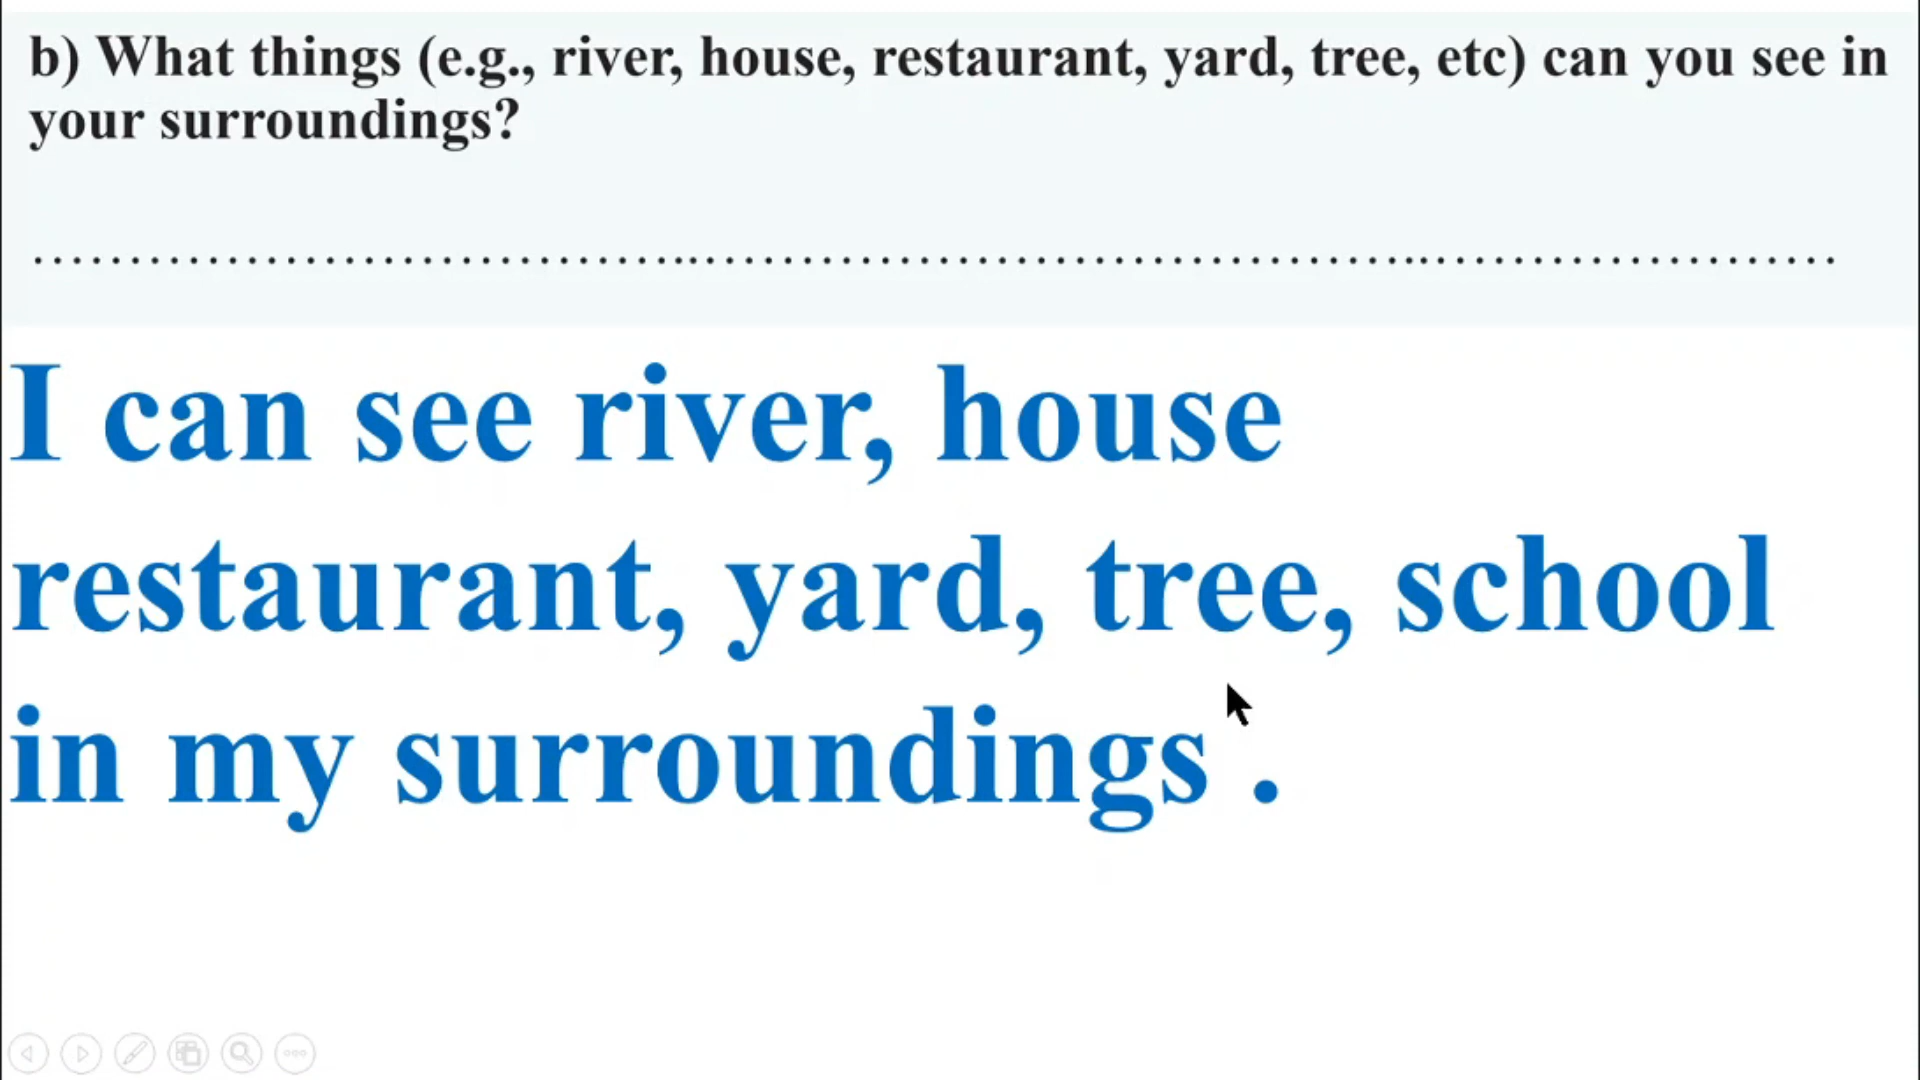 b) What things (e.g., river, house, restaurant, yard, tree, etc) can you see in
your surroundings?
........................................................................................................
I can see river, house
restaurant, yard, tree, school
in my surroundings .